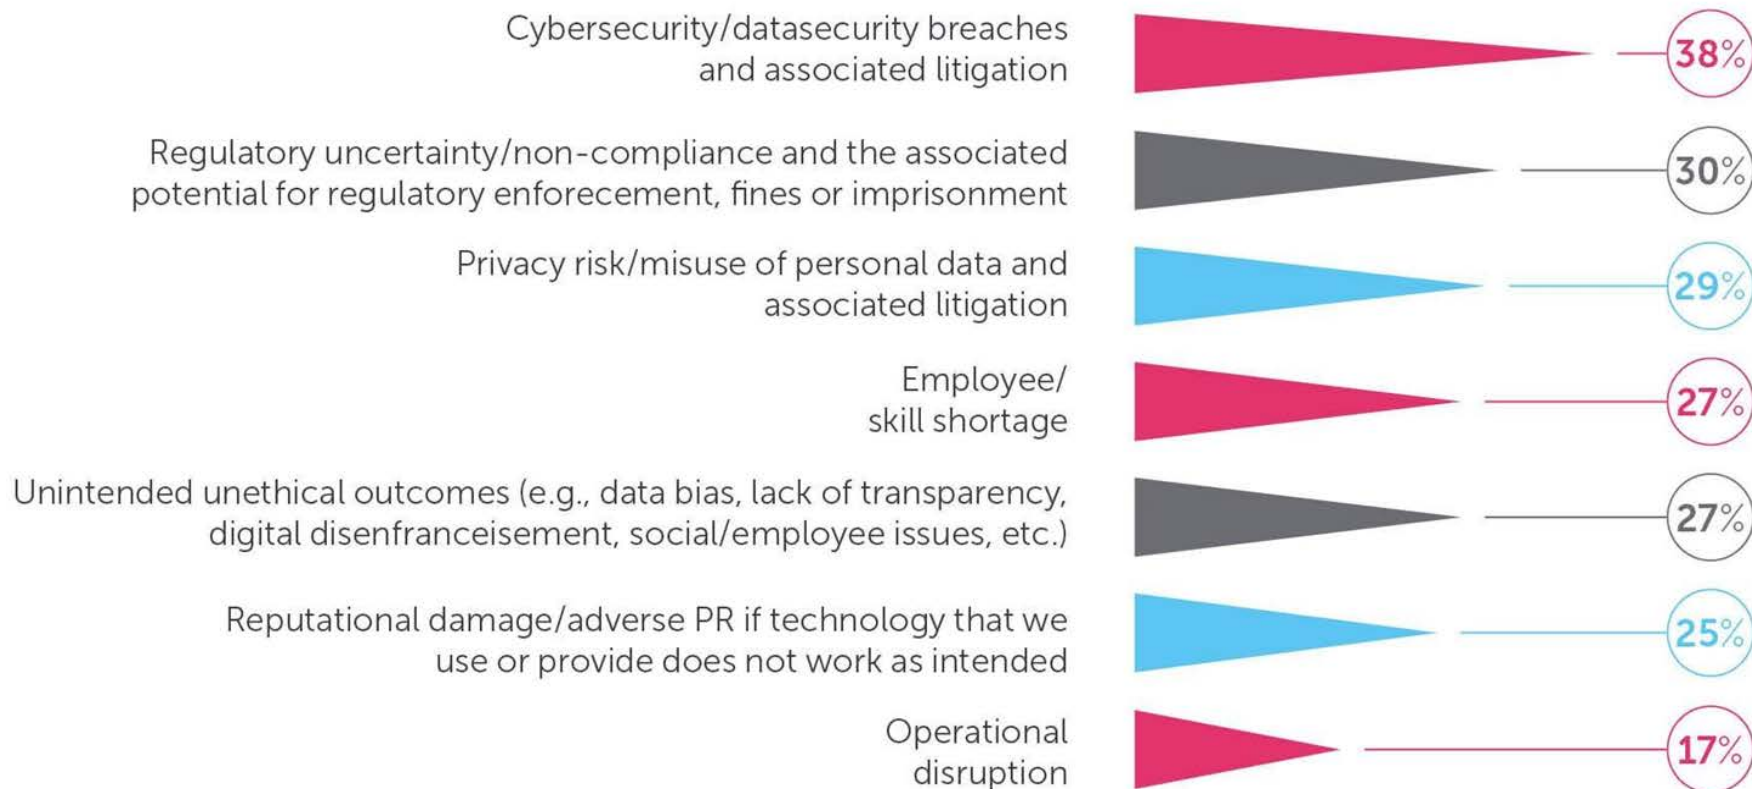 Cybersecurity/datasecurity breaches
and associated litigation
38%
Regulatory uncertainty/non-compliance and the associated
potential for regulatory enforecement, fines or imprisonment
30%
Privacy risk/misuse of personal data and
associated litigation
29%
Employee/
skill shortage
27%
Unintended unethical outcomes (e.g., data bias, lack of transparency,
digital disenfranceisement, social/employee issues, etc.)
27%
Reputational damage/adverse PR if technology that we
use or provide does not work as intended
25%
Operational
disruption
17%